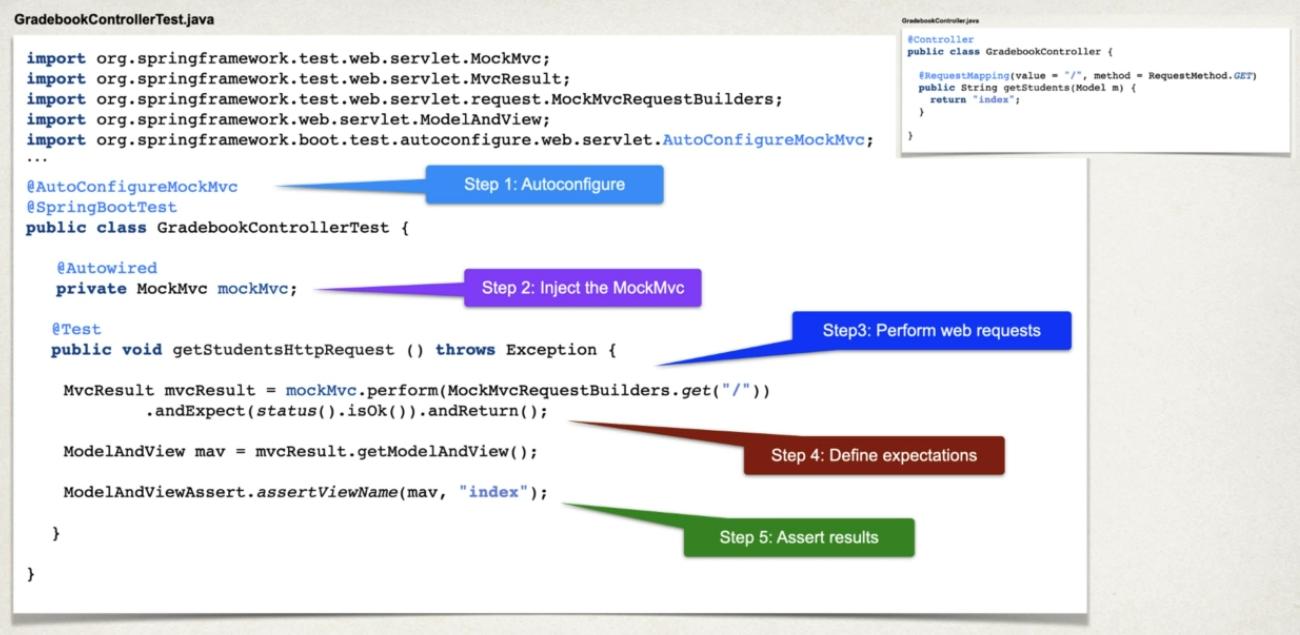 GradebookControllerTest.java
import org.springframework.test.web.servlet.MockMvc;
import org.springframework.test.web.servlet.MvcResult;
import org.springframework.test.web.servlet.request.MockMvcRequestBuilders;
import org.springframework.web.servlet.ModelAndView;
import org.springframework.boot.test.autoconfigure.web.servlet.AutoConfigureMockMvc;
...
@AutoConfigureMockMvc
Step 1: Autoconfigure
@SpringBootTest
public class GradebookControllerTest {
@Autowired
private MockMvc mockMvc;
Step 2: Inject the MockMvc
@Test
public void getStudentsHttpRequest () throws Exception {
Step3: Perform web requests
MvcResult mvcResult = mockMvc.perform(MockMvcRequestBuilders.get("/"))
.andExpect(status().isOk()).andReturn();
Step 4: Define expectations
ModelAndView mav = mvcResult.getModelAndView();
ModelAndViewAssert.assertViewName(mav, "index");
Step 5: Assert results
}
}
GradebookController.java
@Controller
public class GradebookController {
@RequestMapping(value = "/", method = RequestMethod.GET)
public String getStudents(Model m) {
return "index";
}
}